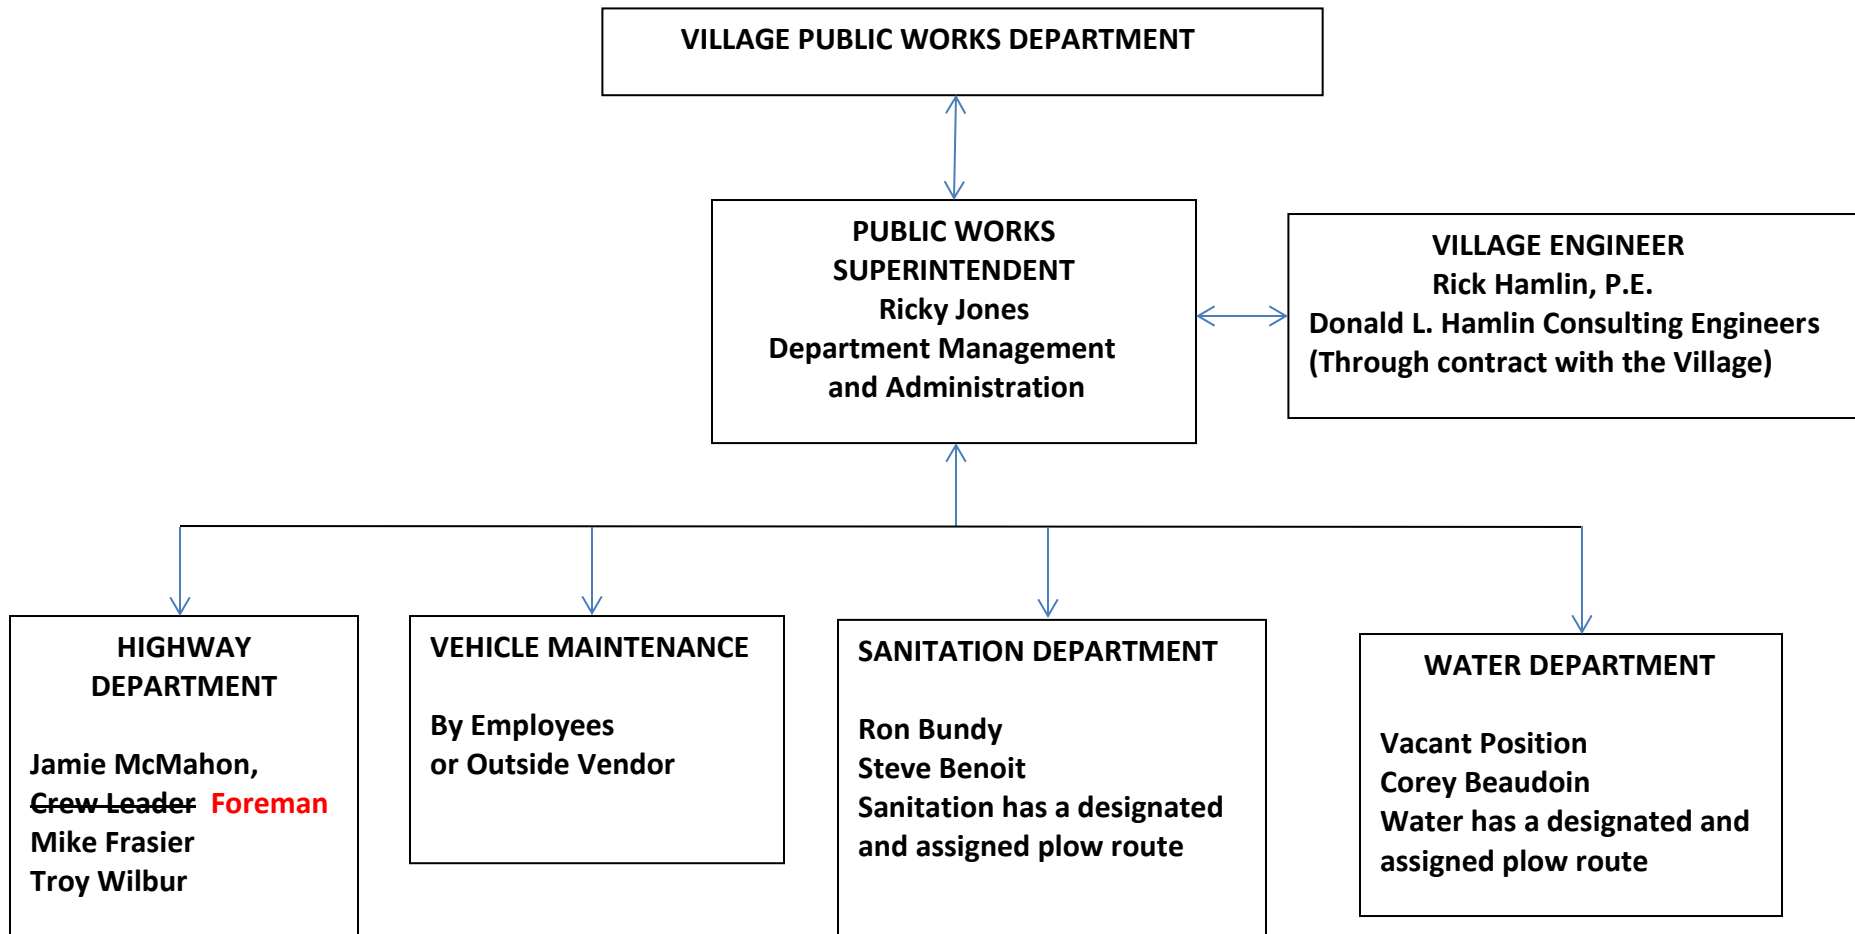 VILLAGE PUBLIC WORKS DEPARTMENT
PUBLIC WORKS
SUPERINTENDENT
Ricky Jones
Department Management
and Administration
VILLAGE ENGINEER
Rick Hamlin, P.E.
Donald L. Hamlin Consulting Engineers
(Through contract with the Village)
HIGHWAY
DEPARTMENT
Jamie McMahon,
Crew Leader Foreman
Mike Frasier
Troy Wilbur
VEHICLE MAINTENANCE
By Employees
or Outside Vendor
SANITATION DEPARTMENT
Ron Bundy
Steve Benoit
Sanitation has a designated
and assigned plow route
WATER DEPARTMENT
Vacant Position
Corey Beaudoin
Water has a designated and
assigned plow route